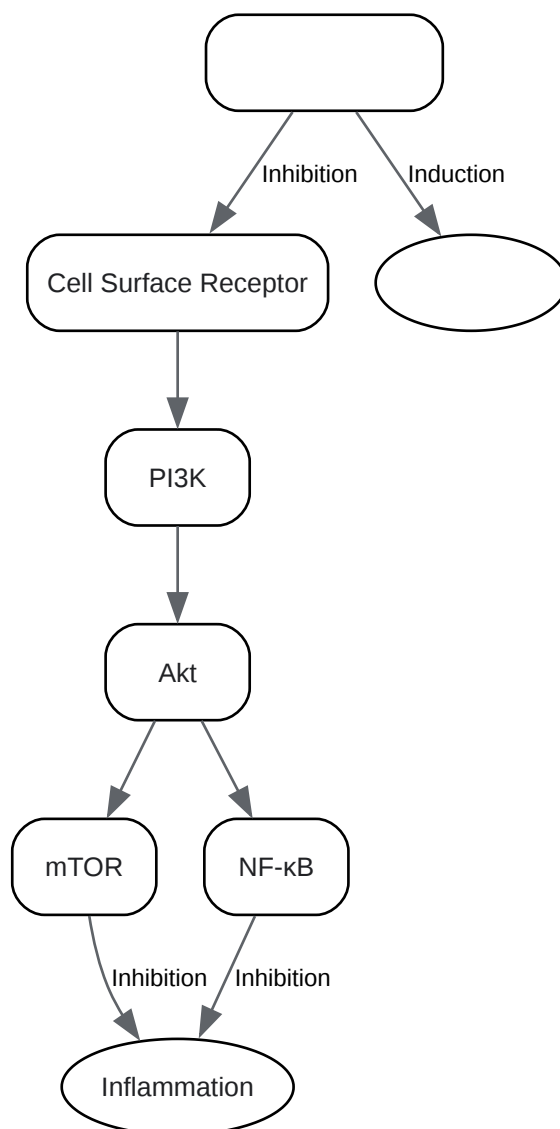 Inhibition
Induction
Cell Surface Receptor
PI3K
Akt
mTOR
NF-κB
Inhibition
Inhibition
Inflammation